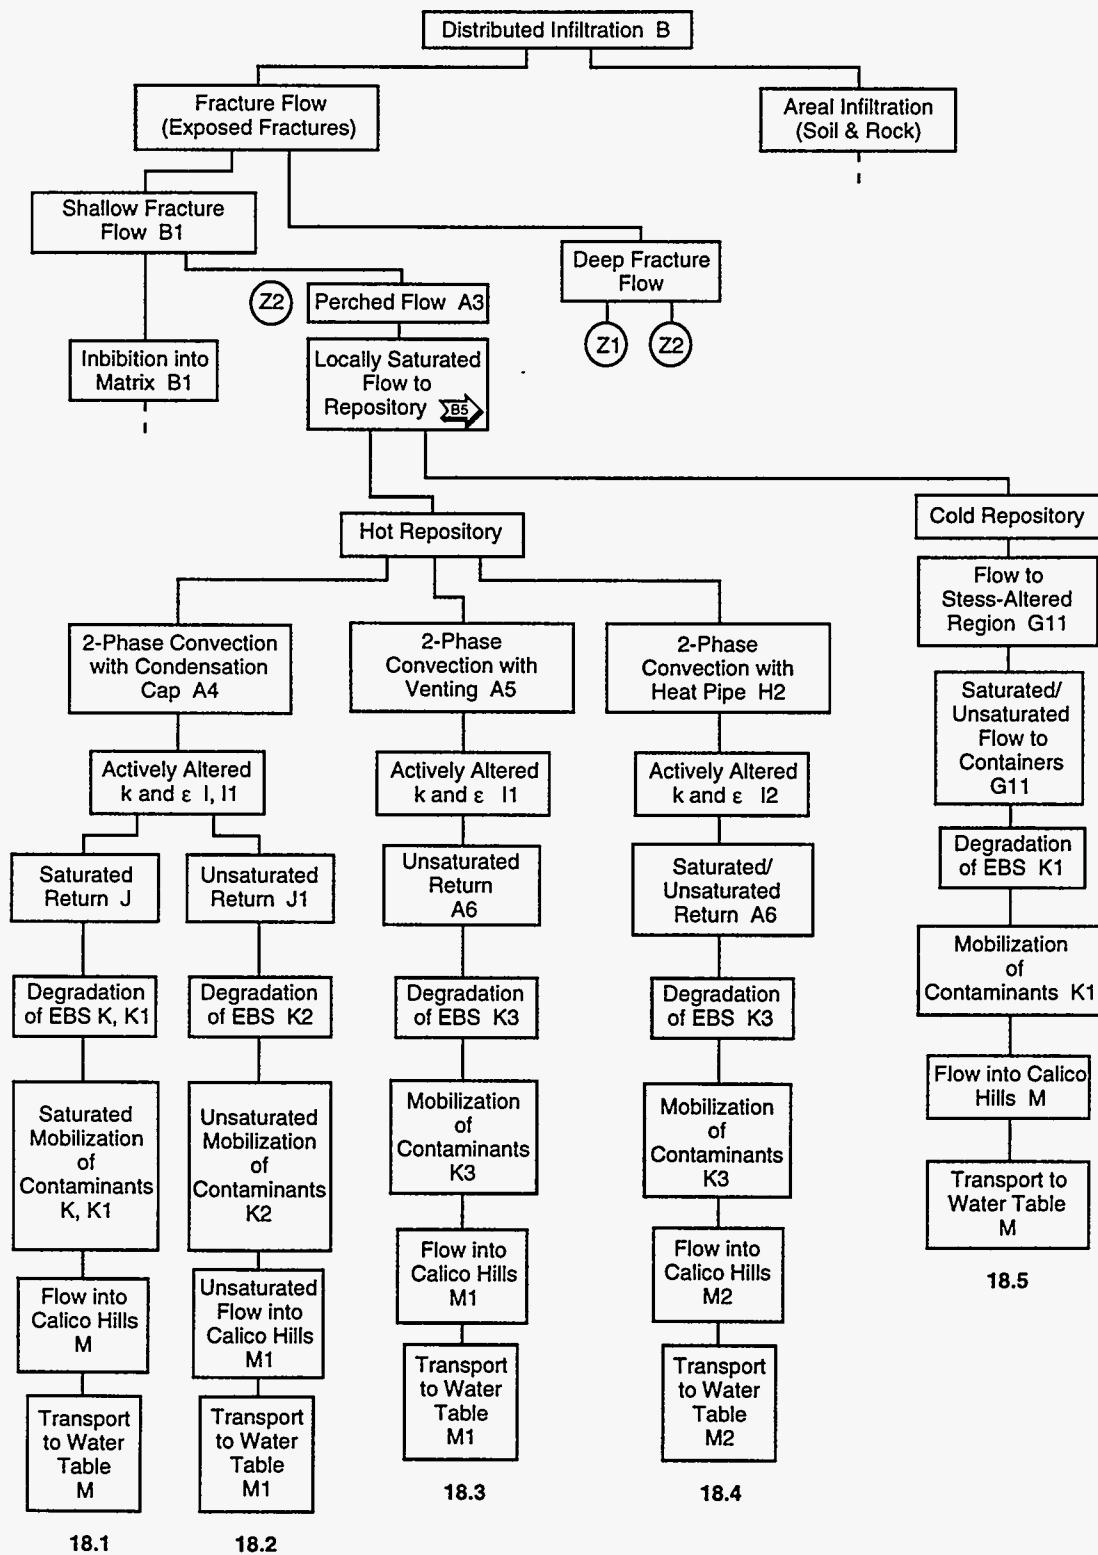 Distributed Infiltration B
Fracture Flow
(Exposed Fractures)
Areal Infiltration
(Soil & Rock)
Shallow Fracture
Flow B1
Deep Fracture
Flow
Z2
Perched Flow A3
Z1
Z2
Inbibition into
Matrix B1
Locally Saturated
Flow to
Repository B5
Hot Repository
Cold Repository
Flow to
Stess-Altered
Region G11
2-Phase Convection
with Condensation
Cap A4
2-Phase
Convection with
Venting A5
2-Phase
Convection with
Heat Pipe H2
Saturated/
Unsaturated
Flow to
Containers
G11
Actively Altered
k and ε I, I1
Actively Altered
k and ε I1
Actively Altered
k and ε I2
Degradation
of EBS K1
Saturated
Return J
Unsaturated
Return J1
Unsaturated
Return
A6
Saturated/
Unsaturated
Return A6
Mobilization
of
Contaminants K1
Degradation
of EBS K, K1
Degradation
of EBS K2
Degradation
of EBS K3
Degradation
of EBS K3
Flow into Calico
Hills M
Saturated
Mobilization
of
Contaminants
K, K1
Unsaturated
Mobilization
of
Contaminants
K2
Mobilization
of
Contaminants
K3
Mobilization
of
Contaminants
K3
Transport to
Water Table
M
18.5
Flow into
Calico Hills
M
Unsaturated
Flow into
Calico Hills
M1
Flow into
Calico Hills
M1
Flow into
Calico Hills
M2
Transport
to Water
Table
M
Transport
to Water
Table
M1
Transport
to Water
Table
M1
Transport
to Water
Table
M2
18.3
18.4
18.1
18.2